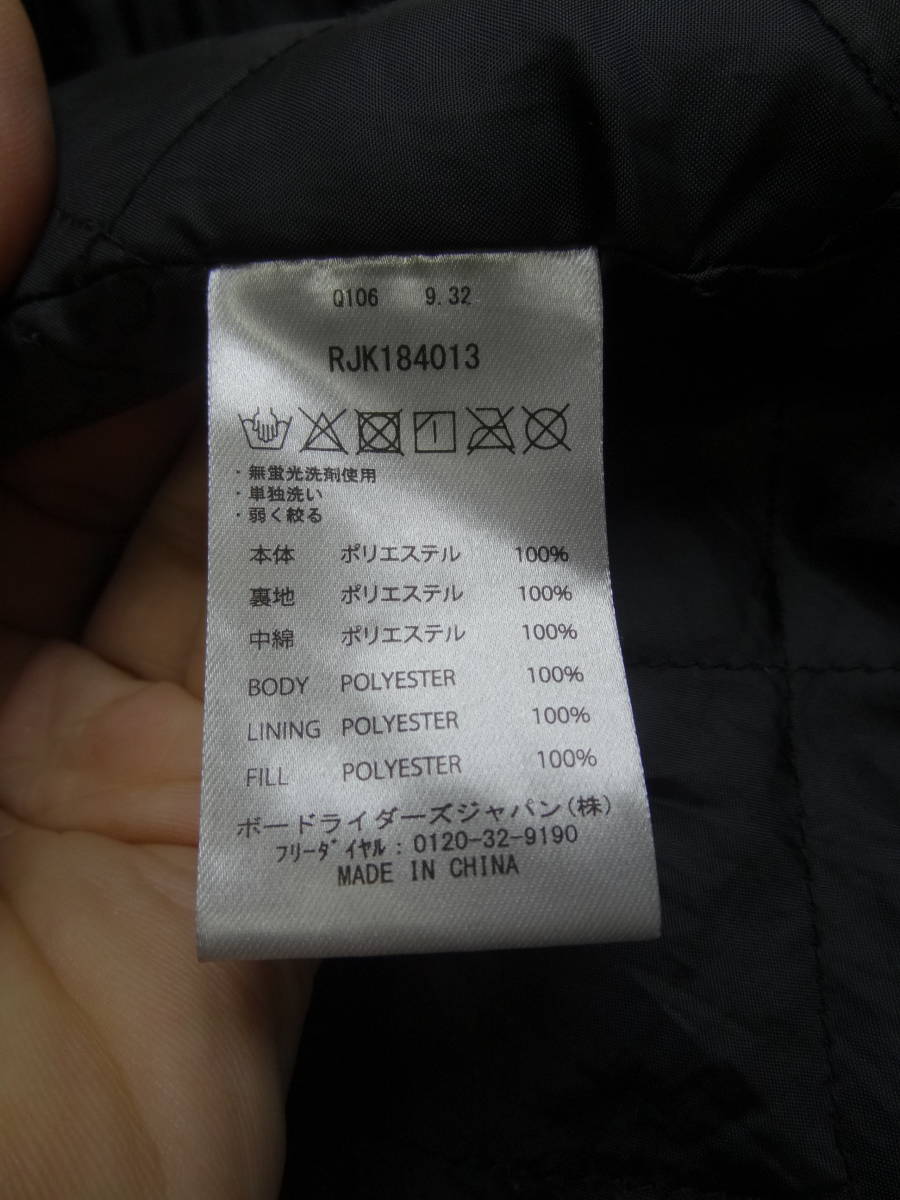 Q106 9.32
RJK184013
・無蛍光洗剤使用
・単独洗い
・弱く絞る
本体 ポリエステル 100%
裏地 ポリエステル 100%
中綿 ポリエステル 100%
BODY POLYESTER 100%
LINING POLYESTER 100%
FILL POLYESTER 100%
ボードライダーズジャパン(株)
フリーダイヤル:0120-32-9190
MADE IN CHINA